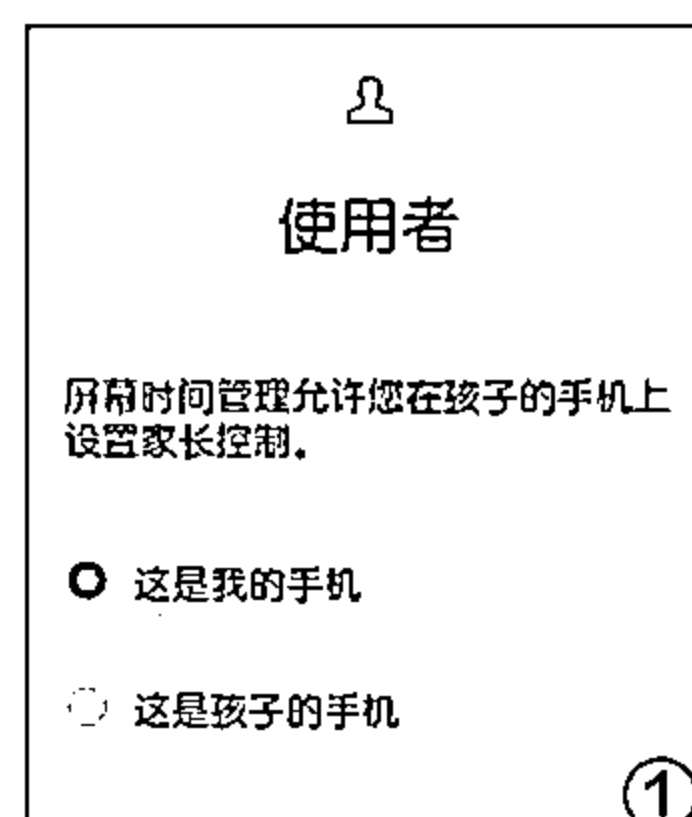 使用者
屏幕时间管理允许您在孩子的手机上
设置家长控制。
这是我的手机
这是孩子的手机
①